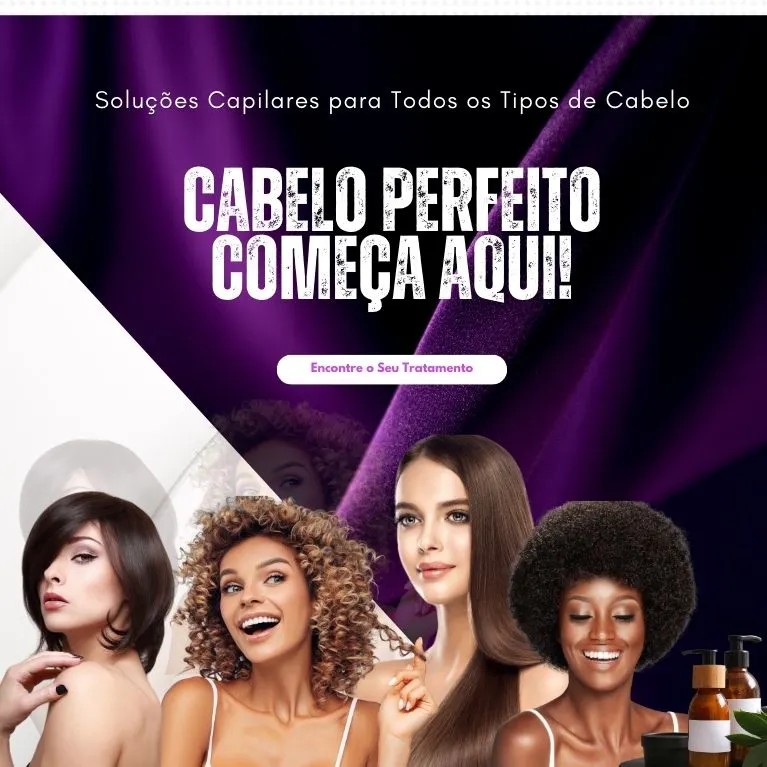 Soluções Capilares para Todos os Tipos de Cabelo
CABELO PERFEITO
COMEÇA AQUI!
Encontre o Seu Tratamento